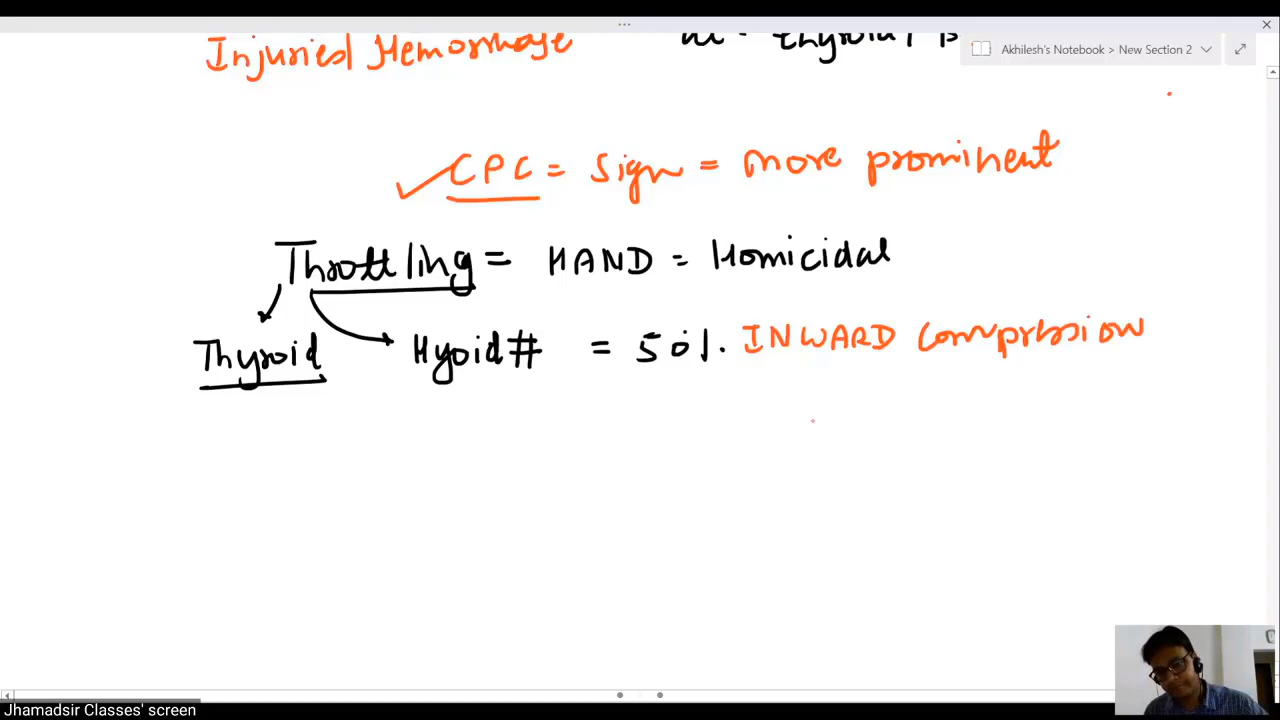 Injuried Hemorrhage
Akhilesh's Notebook > New Section 2
CPC = Sign = more prominent
Throttling = HAND = Homicidal
Thyroid Hyoid# = 50%. INWARD compression
Jhamadsir Classes' screen